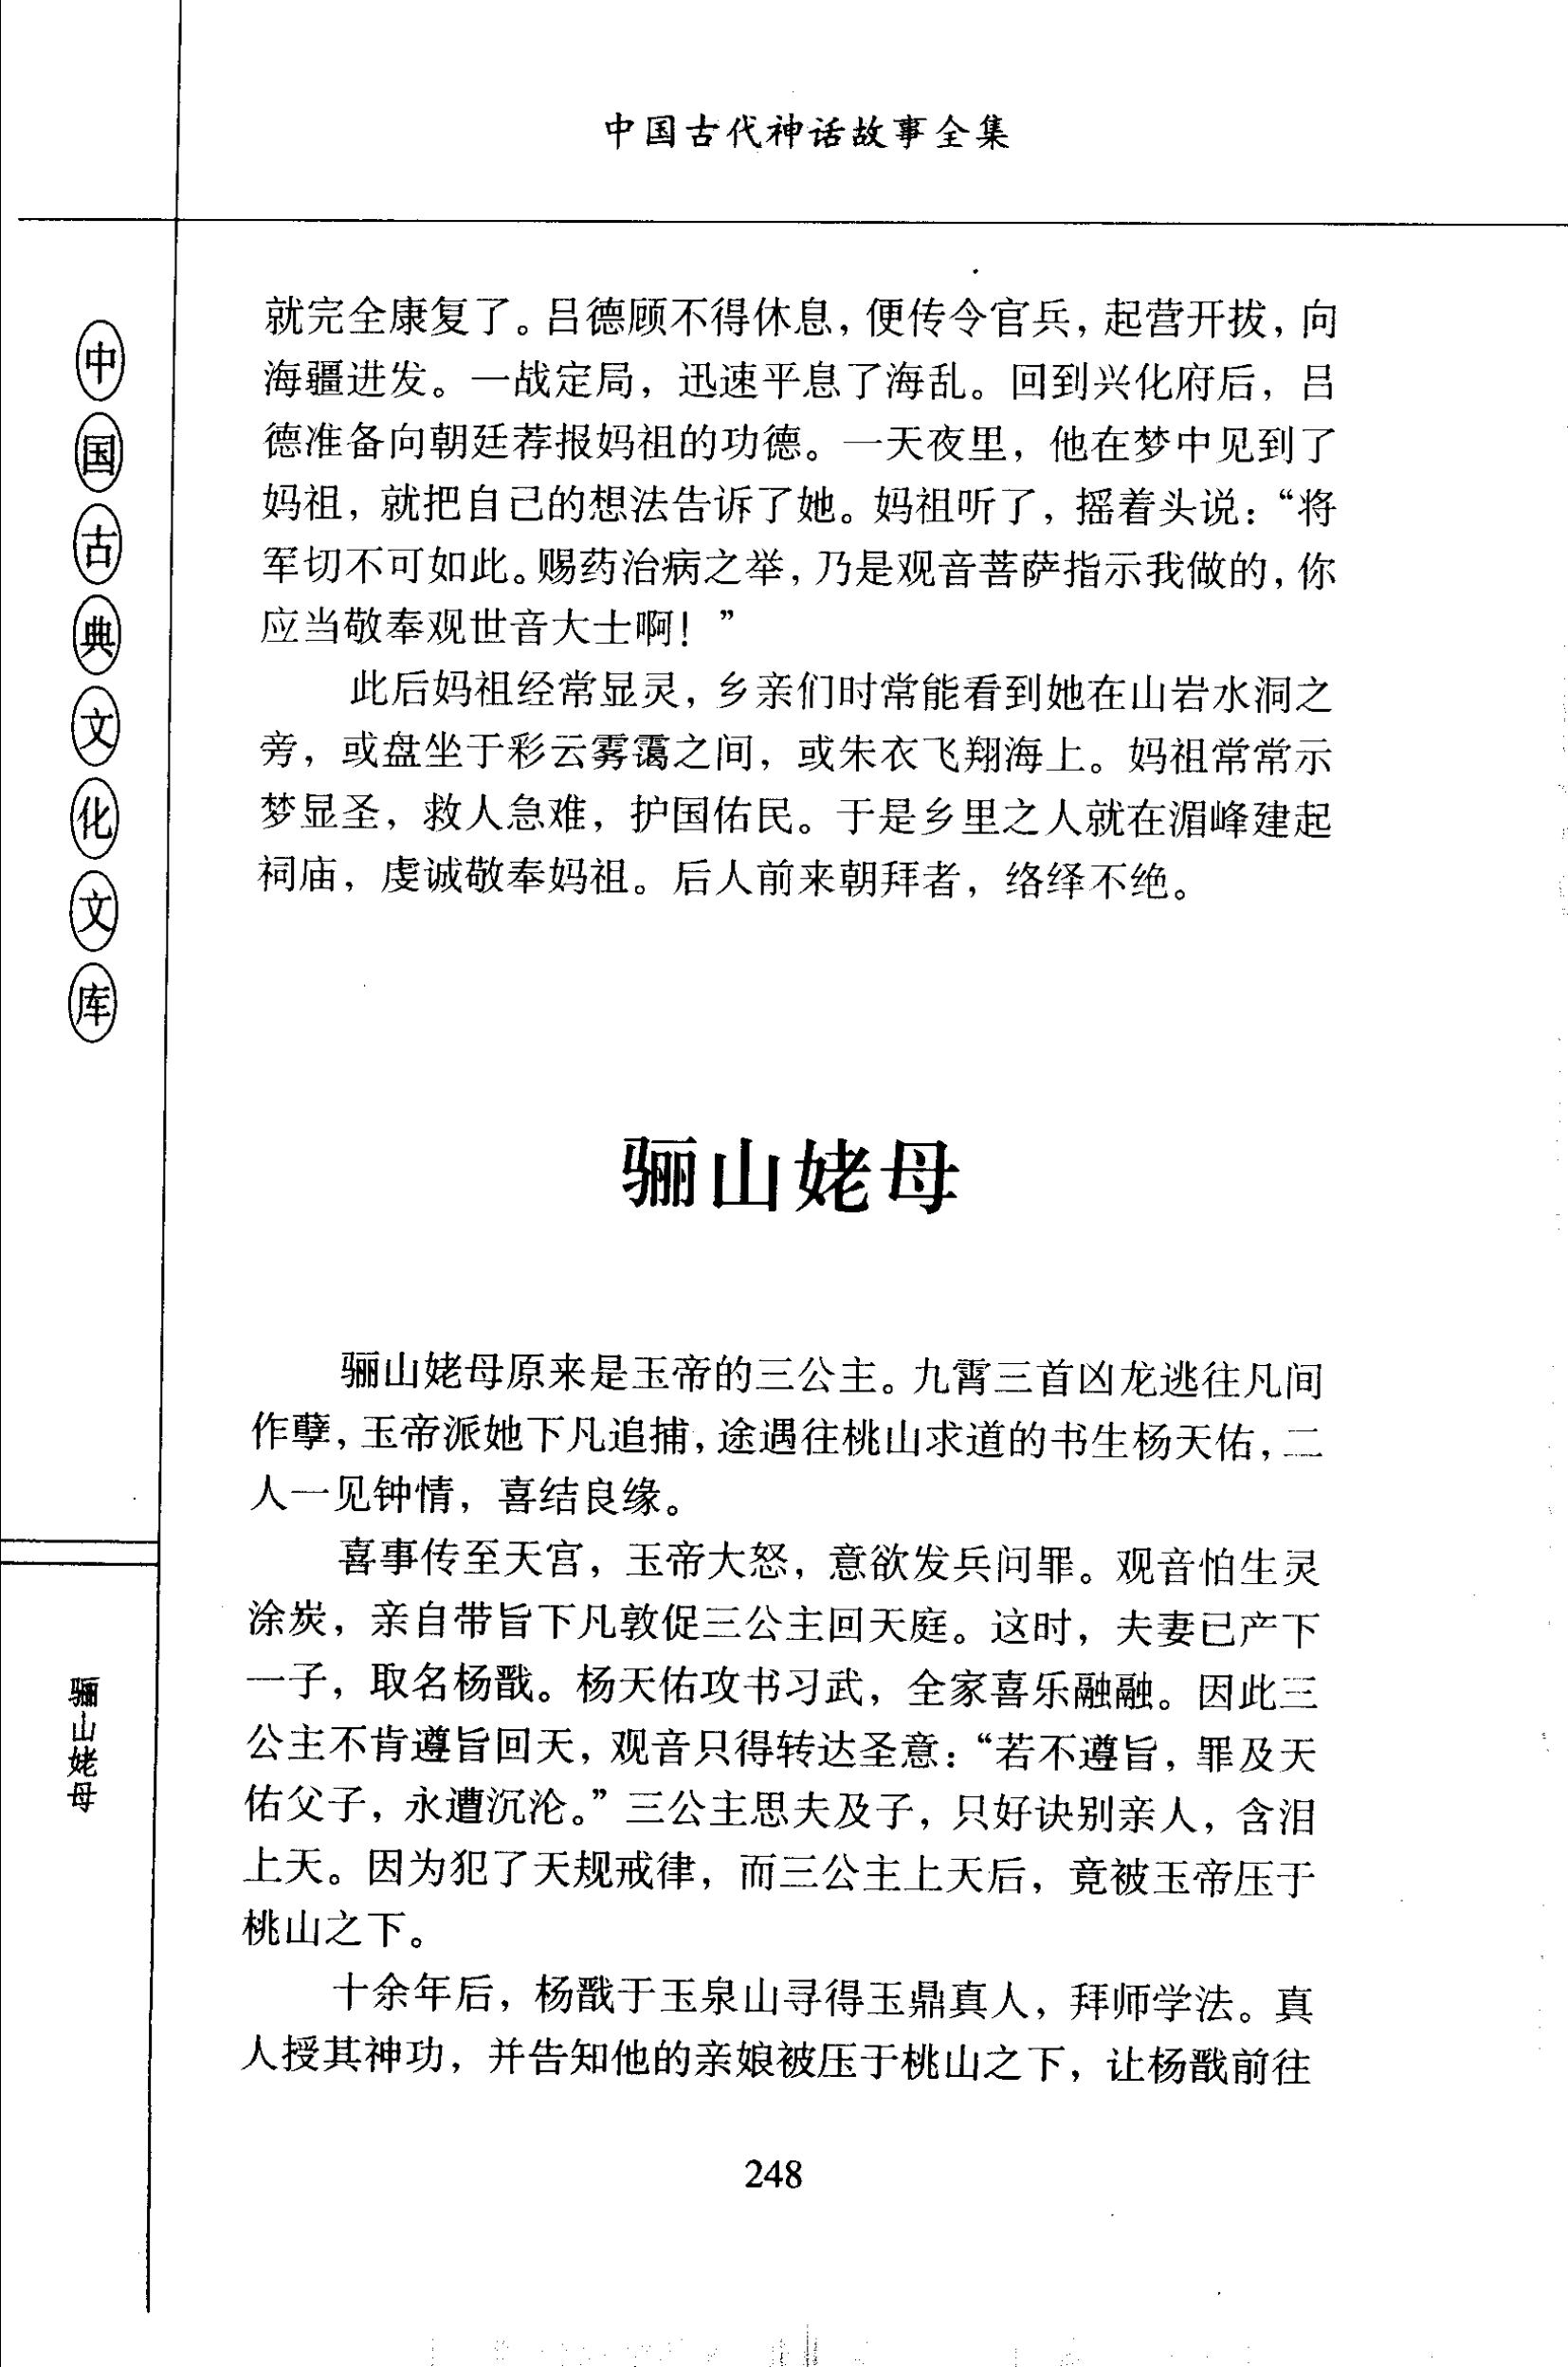 中国古代神话故事全集
中国古典文化文库
就完全康复了。吕德顾不得休息，便传令官兵，起营开拔，向
海疆进发。一战定局，迅速平息了海乱。回到兴化府后，吕
德准备向朝廷荐报妈祖的功德。一天夜里，他在梦中见到了
妈祖，就把自己的想法告诉了她。妈祖听了，摇着头说：“将
军切不可如此。赐药治病之举，乃是观音菩萨指示我做的，你
应当敬奉观世音大士啊！”
此后妈祖经常显灵，乡亲们时常能看到她在山岩水洞之
旁，或盘坐于彩云雾霭之间，或朱衣飞翔海上。妈祖常常示
梦显圣，救人急难，护国佑民。于是乡里之人就在湄峰建起
祠庙，虔诚敬奉妈祖。后人前来朝拜者，络绎不绝。
骊山姥母
骊山姥母原来是玉帝的三公主。九霄三首凶龙逃往凡间
作孽，玉帝派她下凡追捕，途遇往桃山求道的书生杨天佑，二
人一见钟情，喜结良缘。
喜事传至天宫，玉帝大怒，意欲发兵问罪。观音怕生灵
涂炭，亲自带旨下凡敦促三公主回天庭。这时，夫妻已产下
一子，取名杨戬。杨天佑攻书习武，全家喜乐融融。因此三
公主不肯遵旨回天，观音只得转达圣意：“若不遵旨，罪及天
佑父子，永遭沉沦。”三公主思夫及子，只好诀别亲人，含泪
上天。因为犯了天规戒律，而三公主上天后，竟被玉帝压于
桃山之下。
十余年后，杨戬于玉泉山寻得玉鼎真人，拜师学法。真
人授其神功，并告知他的亲娘被压于桃山之下，让杨戬前往
骊山姥母
248